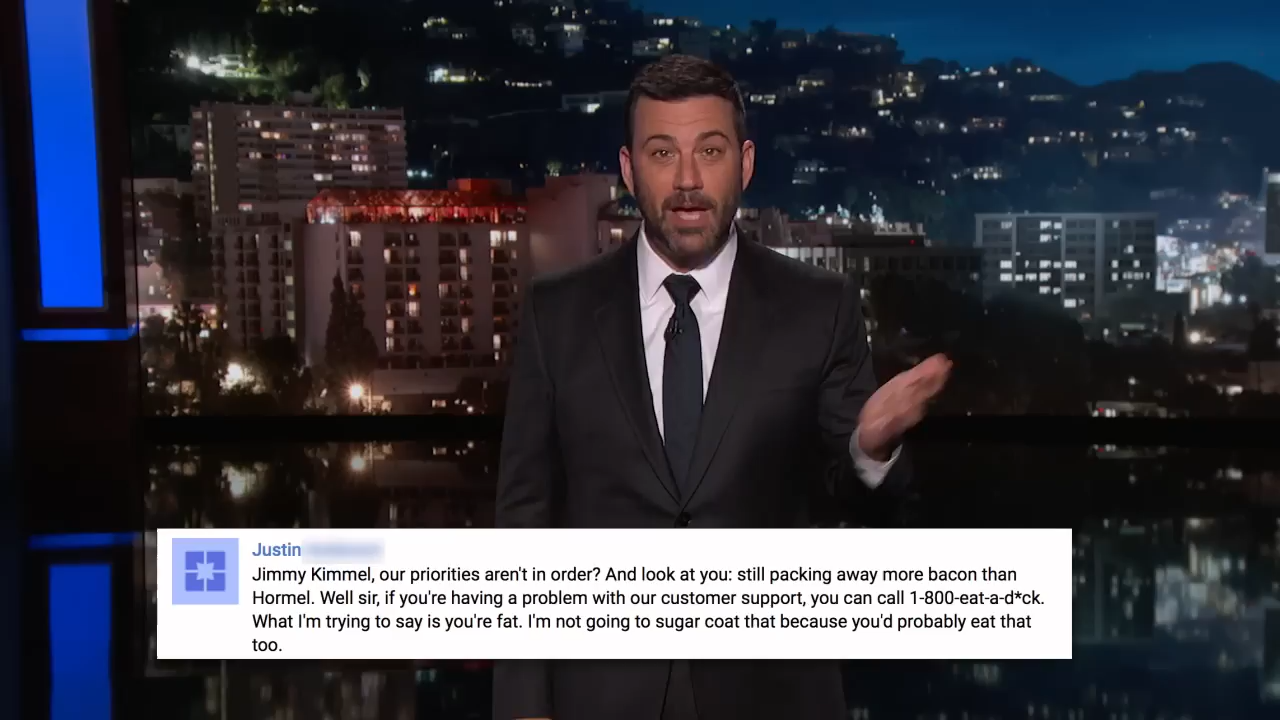 Justin
Jimmy Kimmel, our priorities aren't in order? And look at you: still packing away more bacon than
Hormel. Well sir, if you're having a problem with our customer support, you can call 1-800-eat-a-d*ck.
What I'm trying to say is you're fat. I'm not going to sugar coat that because you'd probably eat that
too.